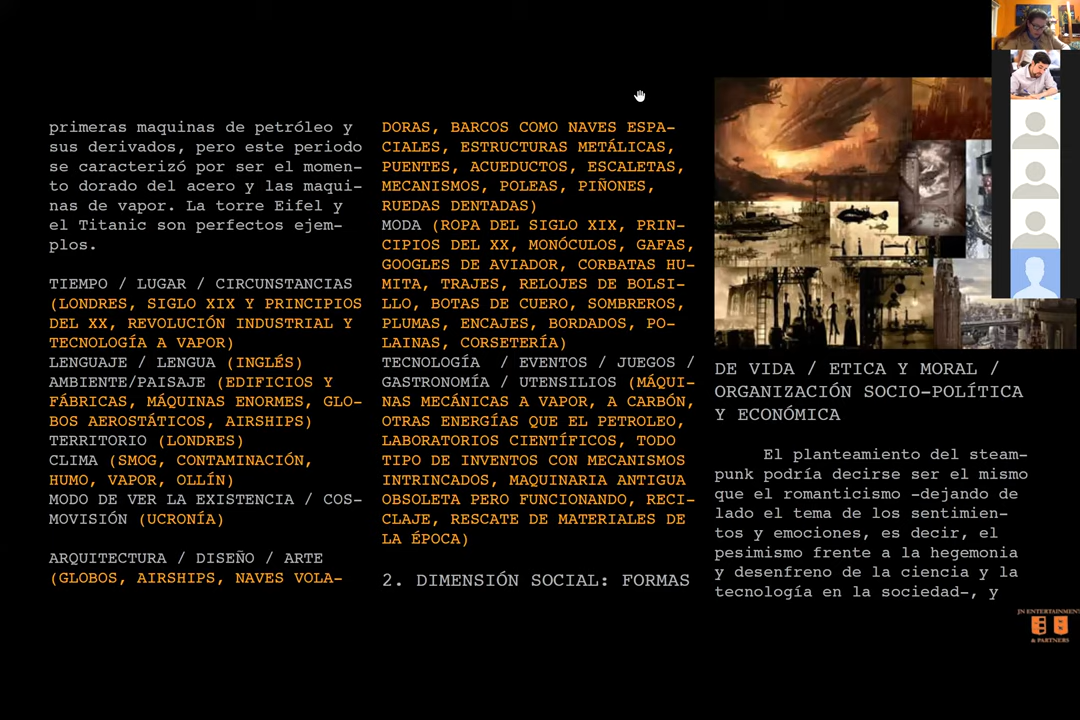 primeras maquinas de petróleo y
sus derivados, pero este periodo
se caracterizó por ser el momen-
to dorado del acero y las maqui-
nas de vapor. La torre Eifel y
el Titanic son perfectos ejem-
plos.
TIEMPO / LUGAR / CIRCUNSTANCIAS
(LONDRES, SIGLO XIX Y PRINCIPIOS
DEL XX, REVOLUCIÓN INDUSTRIAL Y
TECNOLOGÍA A VAPOR)
LENGUAJE / LENGUA (INGLÉS)
AMBIENTE/PAISAJE (EDIFICIOS Y
FÁBRICAS, MÁQUINAS ENORMES, GLO-
BOS AEROSTÁTICOS, AIRSHIPS)
TERRITORIO (LONDRES)
CLIMA (SMOG, CONTAMINACIÓN,
HUMO, VAPOR, OLLÍN)
MODO DE VER LA EXISTENCIA / COS-
MOVISIÓN (UCRONÍA)
ARQUITECTURA / DISEÑO / ARTE
(GLOBOS, AIRSHIPS, NAVES VOLA-
DORAS, BARCOS COMO NAVES ESPA-
CIALES, ESTRUCTURAS METÁLICAS,
PUENTES, ACUEDUCTOS, ESCALETAS,
MECANISMOS, POLEAS, PIÑONES,
RUEDAS DENTADAS)
MODA (ROPA DEL SIGLO XIX, PRIN-
CIPIOS DEL XX, MONÓCULOS, GAFAS,
GOOGLES DE AVIADOR, CORBATAS HU-
MITA, TRAJES, RELOJES DE BOLSI-
LLO, BOTAS DE CUERO, SOMBREROS,
PLUMAS, ENCAJES, BORDADOS, PO-
LAINAS, CORSETERÍA)
TECNOLOGÍA / EVENTOS / JUEGOS /
GASTRONOMÍA / UTENSILIOS (MÁQUI-
NAS MECÁNICAS A VAPOR, A CARBÓN,
OTRAS ENERGÍAS QUE EL PETROLEO,
LABORATORIOS CIENTÍFICOS, TODO
TIPO DE INVENTOS CON MECANISMOS
INTRINCADOS, MAQUINARIA ANTIGUA
OBSOLETA PERO FUNCIONANDO, RECI-
CLAJE, RESCATE DE MATERIALES DE
LA ÉPOCA)
2. DIMENSIÓN SOCIAL: FORMAS
DE VIDA / ETICA Y MORAL /
ORGANIZACIÓN SOCIO-POLÍTICA
Y ECONÓMICA
El planteamiento del steam-
punk podría decirse ser el mismo
que el romanticismo -dejando de
lado el tema de los sentimien-
tos y emociones, es decir, el
pesimismo frente a la hegemonia
y desenfreno de la ciencia y la
tecnología en la sociedad-, y
JN ENTERTAINMENT
& PARTNERS